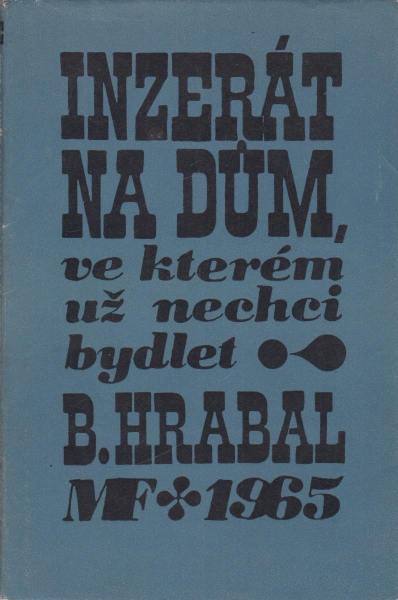 INZERÁT
NA DŮM,
ve kterém
už nechci
bydlet
B. HRABAL
MF 1965